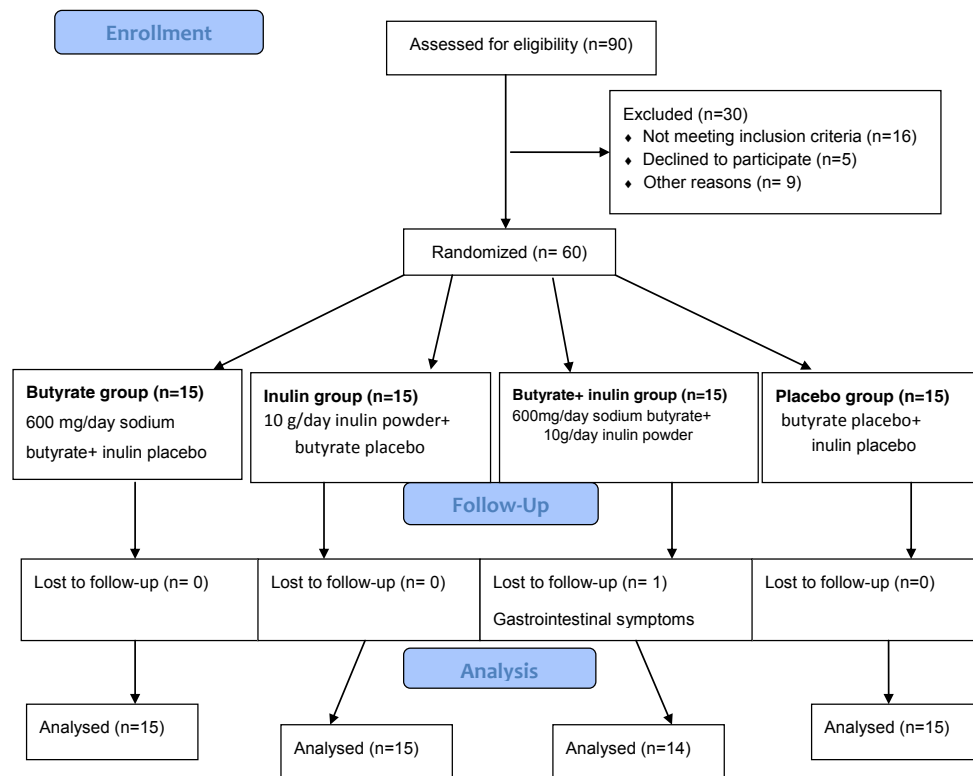 Enrollment
Assessed for eligibility (n=90)
Excluded (n=30)
♦ Not meeting inclusion criteria (n=16)
♦ Declined to participate (n=5)
♦ Other reasons (n= 9)
Randomized (n= 60)
Butyrate group (n=15)
600 mg/day sodium
butyrate+ inulin placebo
Inulin group (n=15)
10 g/day inulin powder+
butyrate placebo
Butyrate+ inulin group (n=15)
600mg/day sodium butyrate+
10g/day inulin powder
Placebo group (n=15)
butyrate placebo+
inulin placebo
Follow-Up
Lost to follow-up (n= 0)
Lost to follow-up (n= 0)
Lost to follow-up (n= 1)
Gastrointestinal symptoms
Lost to follow-up (n=0)
Analysis
Analysed (n=15)
Analysed (n=15)
Analysed (n=14)
Analysed (n=15)